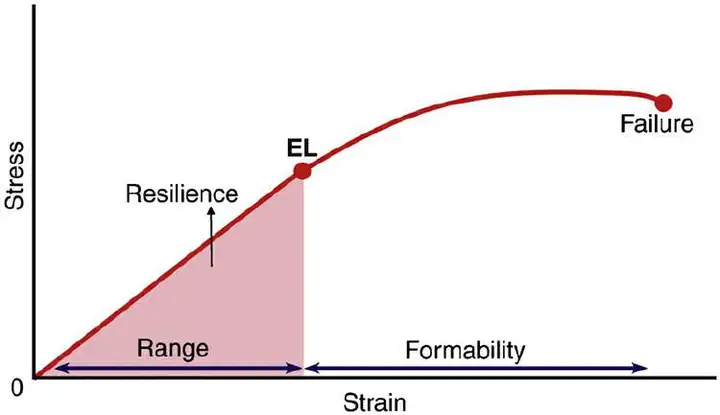 EL
Failure
Resilience
Stress
Range
Formability
0
Strain